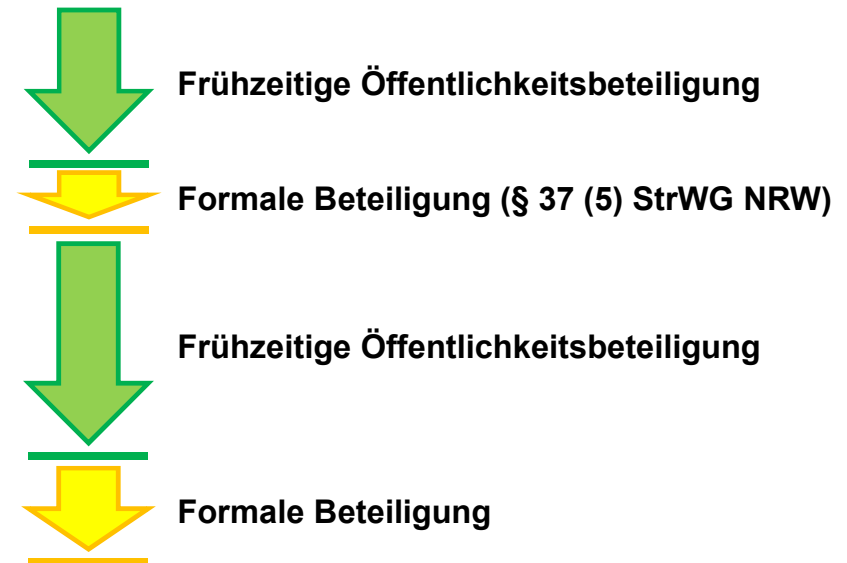 Frühzeitige Öffentlichkeitsbeteiligung
Formale Beteiligung (§ 37 (5) StrWG NRW)
Frühzeitige Öffentlichkeitsbeteiligung
Formale Beteiligung